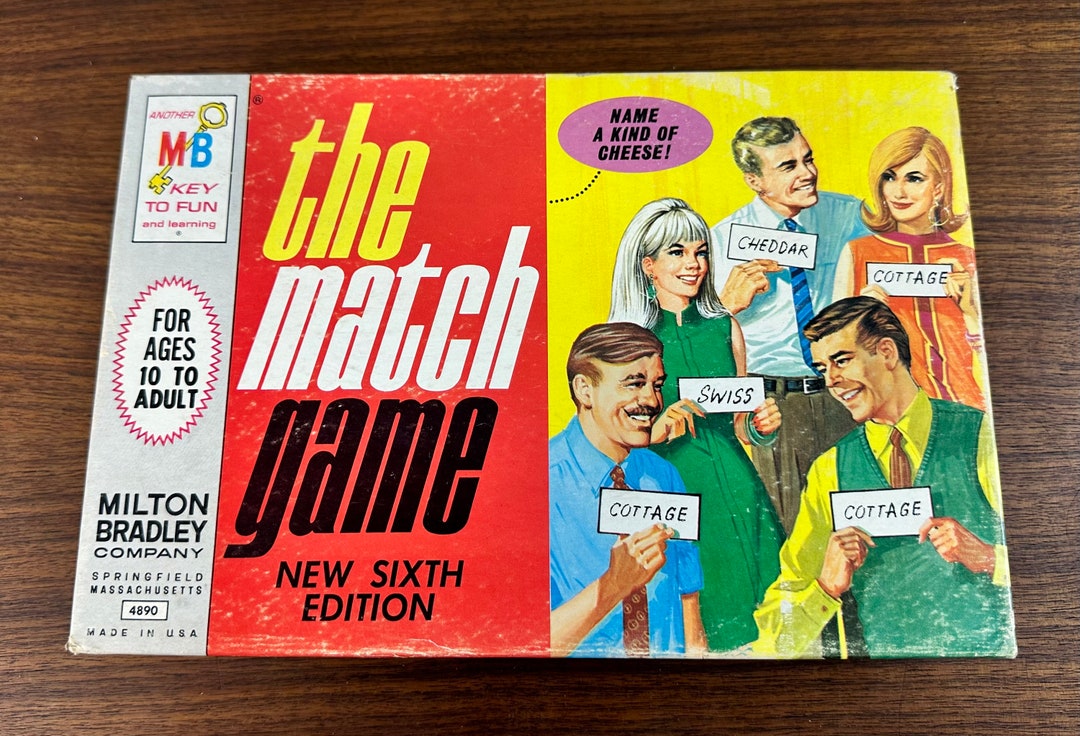 ANOTHER
MB
KEY
TO FUN
and learning
®
FOR
AGES
10 TO
ADULT
MILTON
BRADLEY
COMPANY
SPRINGFIELD
MASSACHUSETTS
4890
MADE IN U.S.A.
®
the
match
game
NEW SIXTH
EDITION
NAME
A KIND OF
CHEESE!
CHEDDAR
COTTAGE
SWISS
COTTAGE
COTTAGE